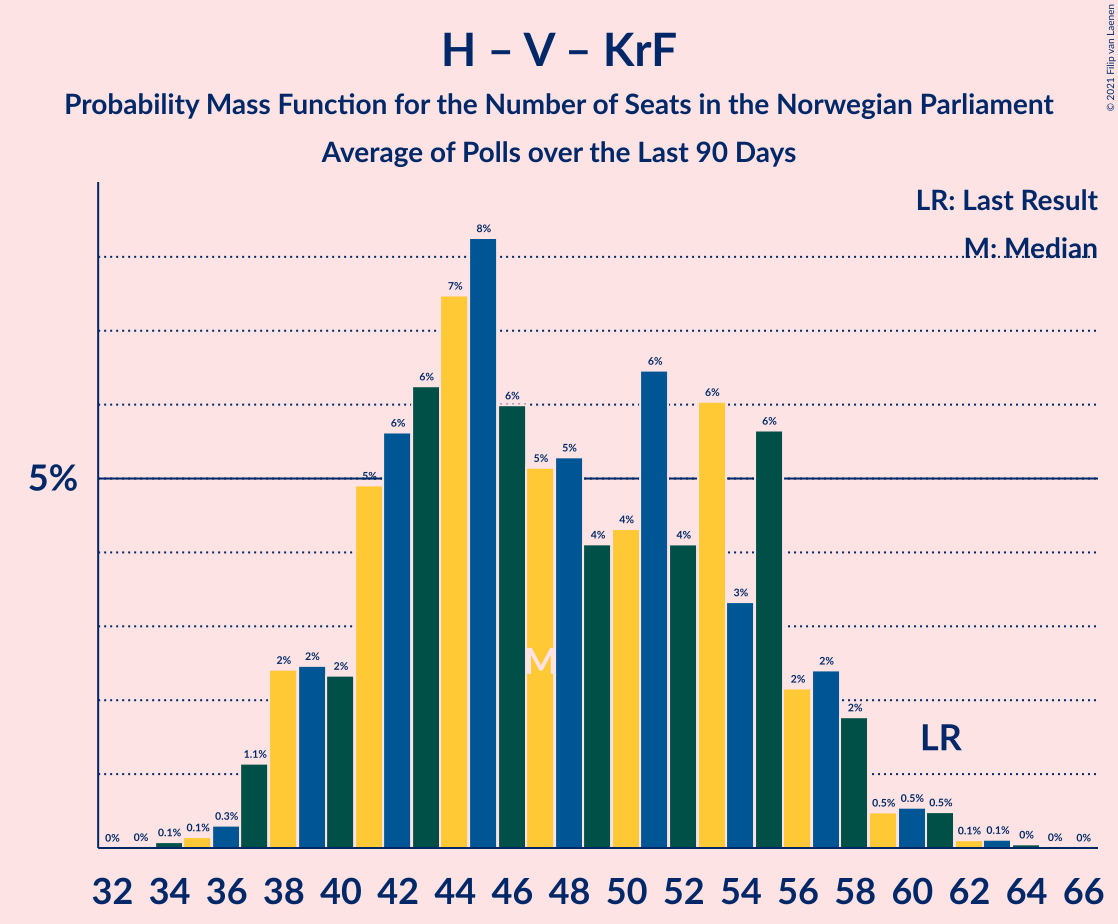 H – V – KrF
Probability Mass Function for the Number of Seats in the Norwegian Parliament
Average of Polls over the Last 90 Days
© 2021 Filip van Laenen
LR: Last Result
M: Median
5%
0% 0% 0.1% 0.1% 0.3% 1.1% 2% 2% 2% 5% 6% 6% 7% 8% 6% 5% 5% 4% 4% 6% 4% 6% 3% 6% 2% 2% 2% 0.5% 0.5% 0.5% 0.1% 0.1% 0% 0% 0%
M
LR
32 34 36 38 40 42 44 46 48 50 52 54 56 58 60 62 64 66